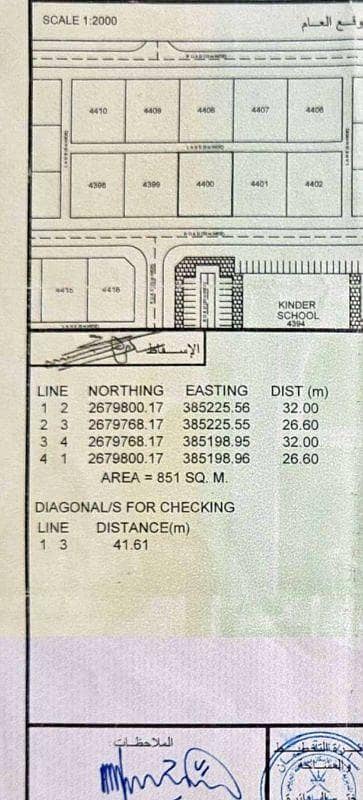 SCALE 1:2000
العام
4410 4409 4408 4407 4406
4398 4399 4400 4401 4402
4415 4416
KINDER
SCHOOL
4394
الإسقاط
LINE NORTHING EASTING DIST (m)
1 2 2679800.17 385225.56 32.00
2 3 2679768.17 385225.55 26.60
3 4 2679768.17 385198.95 32.00
4 1 2679800.17 385198.96 26.60
AREA = 851 SQ. M.
DIAGONAL/S FOR CHECKING
LINE DISTANCE(m)
1 3 41.61
الملاحظات